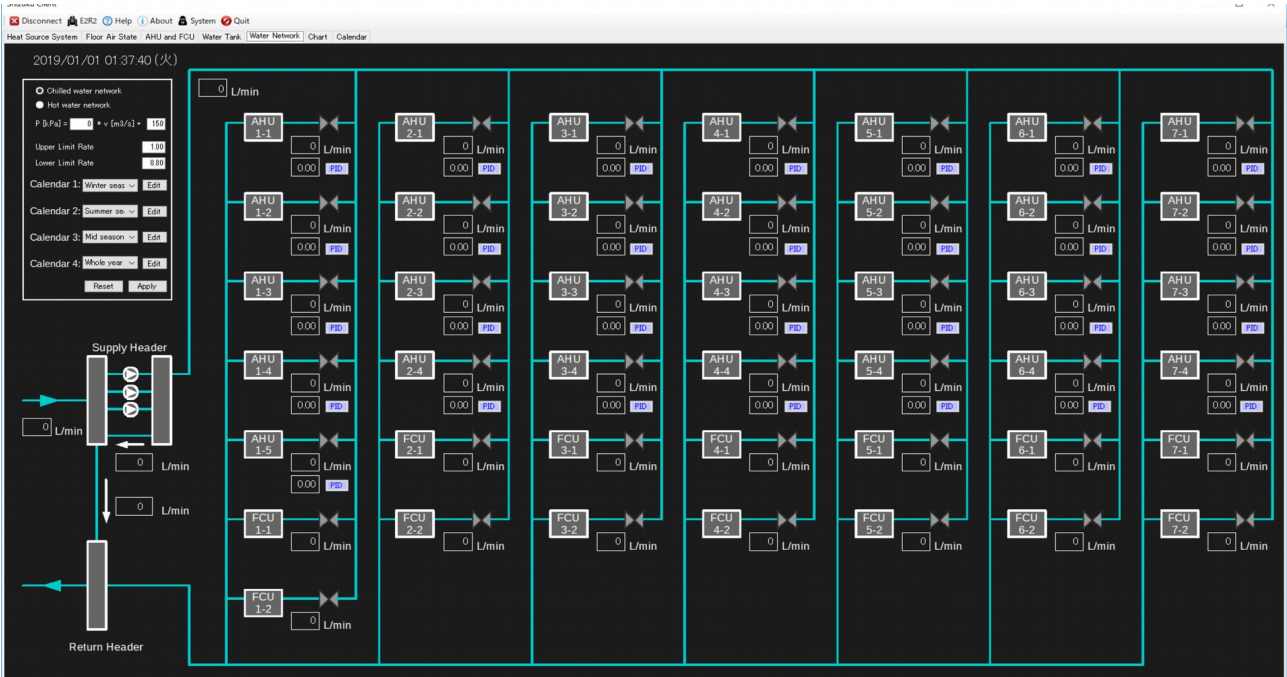 Shizuku Client
Disconnect E2R2 Help About System Quit
Heat Source System Floor Air State AHU and FCU Water Tank Water Network Chart Calendar
2019/01/01 01:37:40 (火)
Chilled water network
Hot water network
P [kPa] = 0 * v [m3/s] + 150
Upper Limit Rate 1.00
Lower Limit Rate 0.80
Calendar 1: Winter seas Edit
Calendar 2: Summer se Edit
Calendar 3: Mid season Edit
Calendar 4: Whole year Edit
Reset Apply
0 L/min
AHU 1-1 AHU 2-1 AHU 3-1 AHU 4-1 AHU 5-1 AHU 6-1 AHU 7-1
0 L/min 0 L/min 0 L/min 0 L/min 0 L/min 0 L/min 0 L/min
0.00 PID 0.00 PID 0.00 PID 0.00 PID 0.00 PID 0.00 PID 0.00 PID
AHU 1-2 AHU 2-2 AHU 3-2 AHU 4-2 AHU 5-2 AHU 6-2 AHU 7-2
0 L/min 0 L/min 0 L/min 0 L/min 0 L/min 0 L/min 0 L/min
0.00 PID 0.00 PID 0.00 PID 0.00 PID 0.00 PID 0.00 PID 0.00 PID
AHU 1-3 AHU 2-3 AHU 3-3 AHU 4-3 AHU 5-3 AHU 6-3 AHU 7-3
0 L/min 0 L/min 0 L/min 0 L/min 0 L/min 0 L/min 0 L/min
0.00 PID 0.00 PID 0.00 PID 0.00 PID 0.00 PID 0.00 PID 0.00 PID
Supply Header
AHU 1-4 AHU 2-4 AHU 3-4 AHU 4-4 AHU 5-4 AHU 6-4 AHU 7-4
0 L/min 0 L/min 0 L/min 0 L/min 0 L/min 0 L/min 0 L/min
0.00 PID 0.00 PID 0.00 PID 0.00 PID 0.00 PID 0.00 PID 0.00 PID
0 L/min
AHU 1-5 FCU 2-1 FCU 3-1 FCU 4-1 FCU 5-1 FCU 6-1 FCU 7-1
0 L/min
0 L/min 0 L/min 0 L/min 0 L/min 0 L/min 0 L/min 0 L/min
0.00 PID
0 L/min
FCU 1-1 FCU 2-2 FCU 3-2 FCU 4-2 FCU 5-2 FCU 6-2 FCU 7-2
0 L/min 0 L/min 0 L/min 0 L/min 0 L/min 0 L/min 0 L/min
FCU 1-2
0 L/min
Return Header